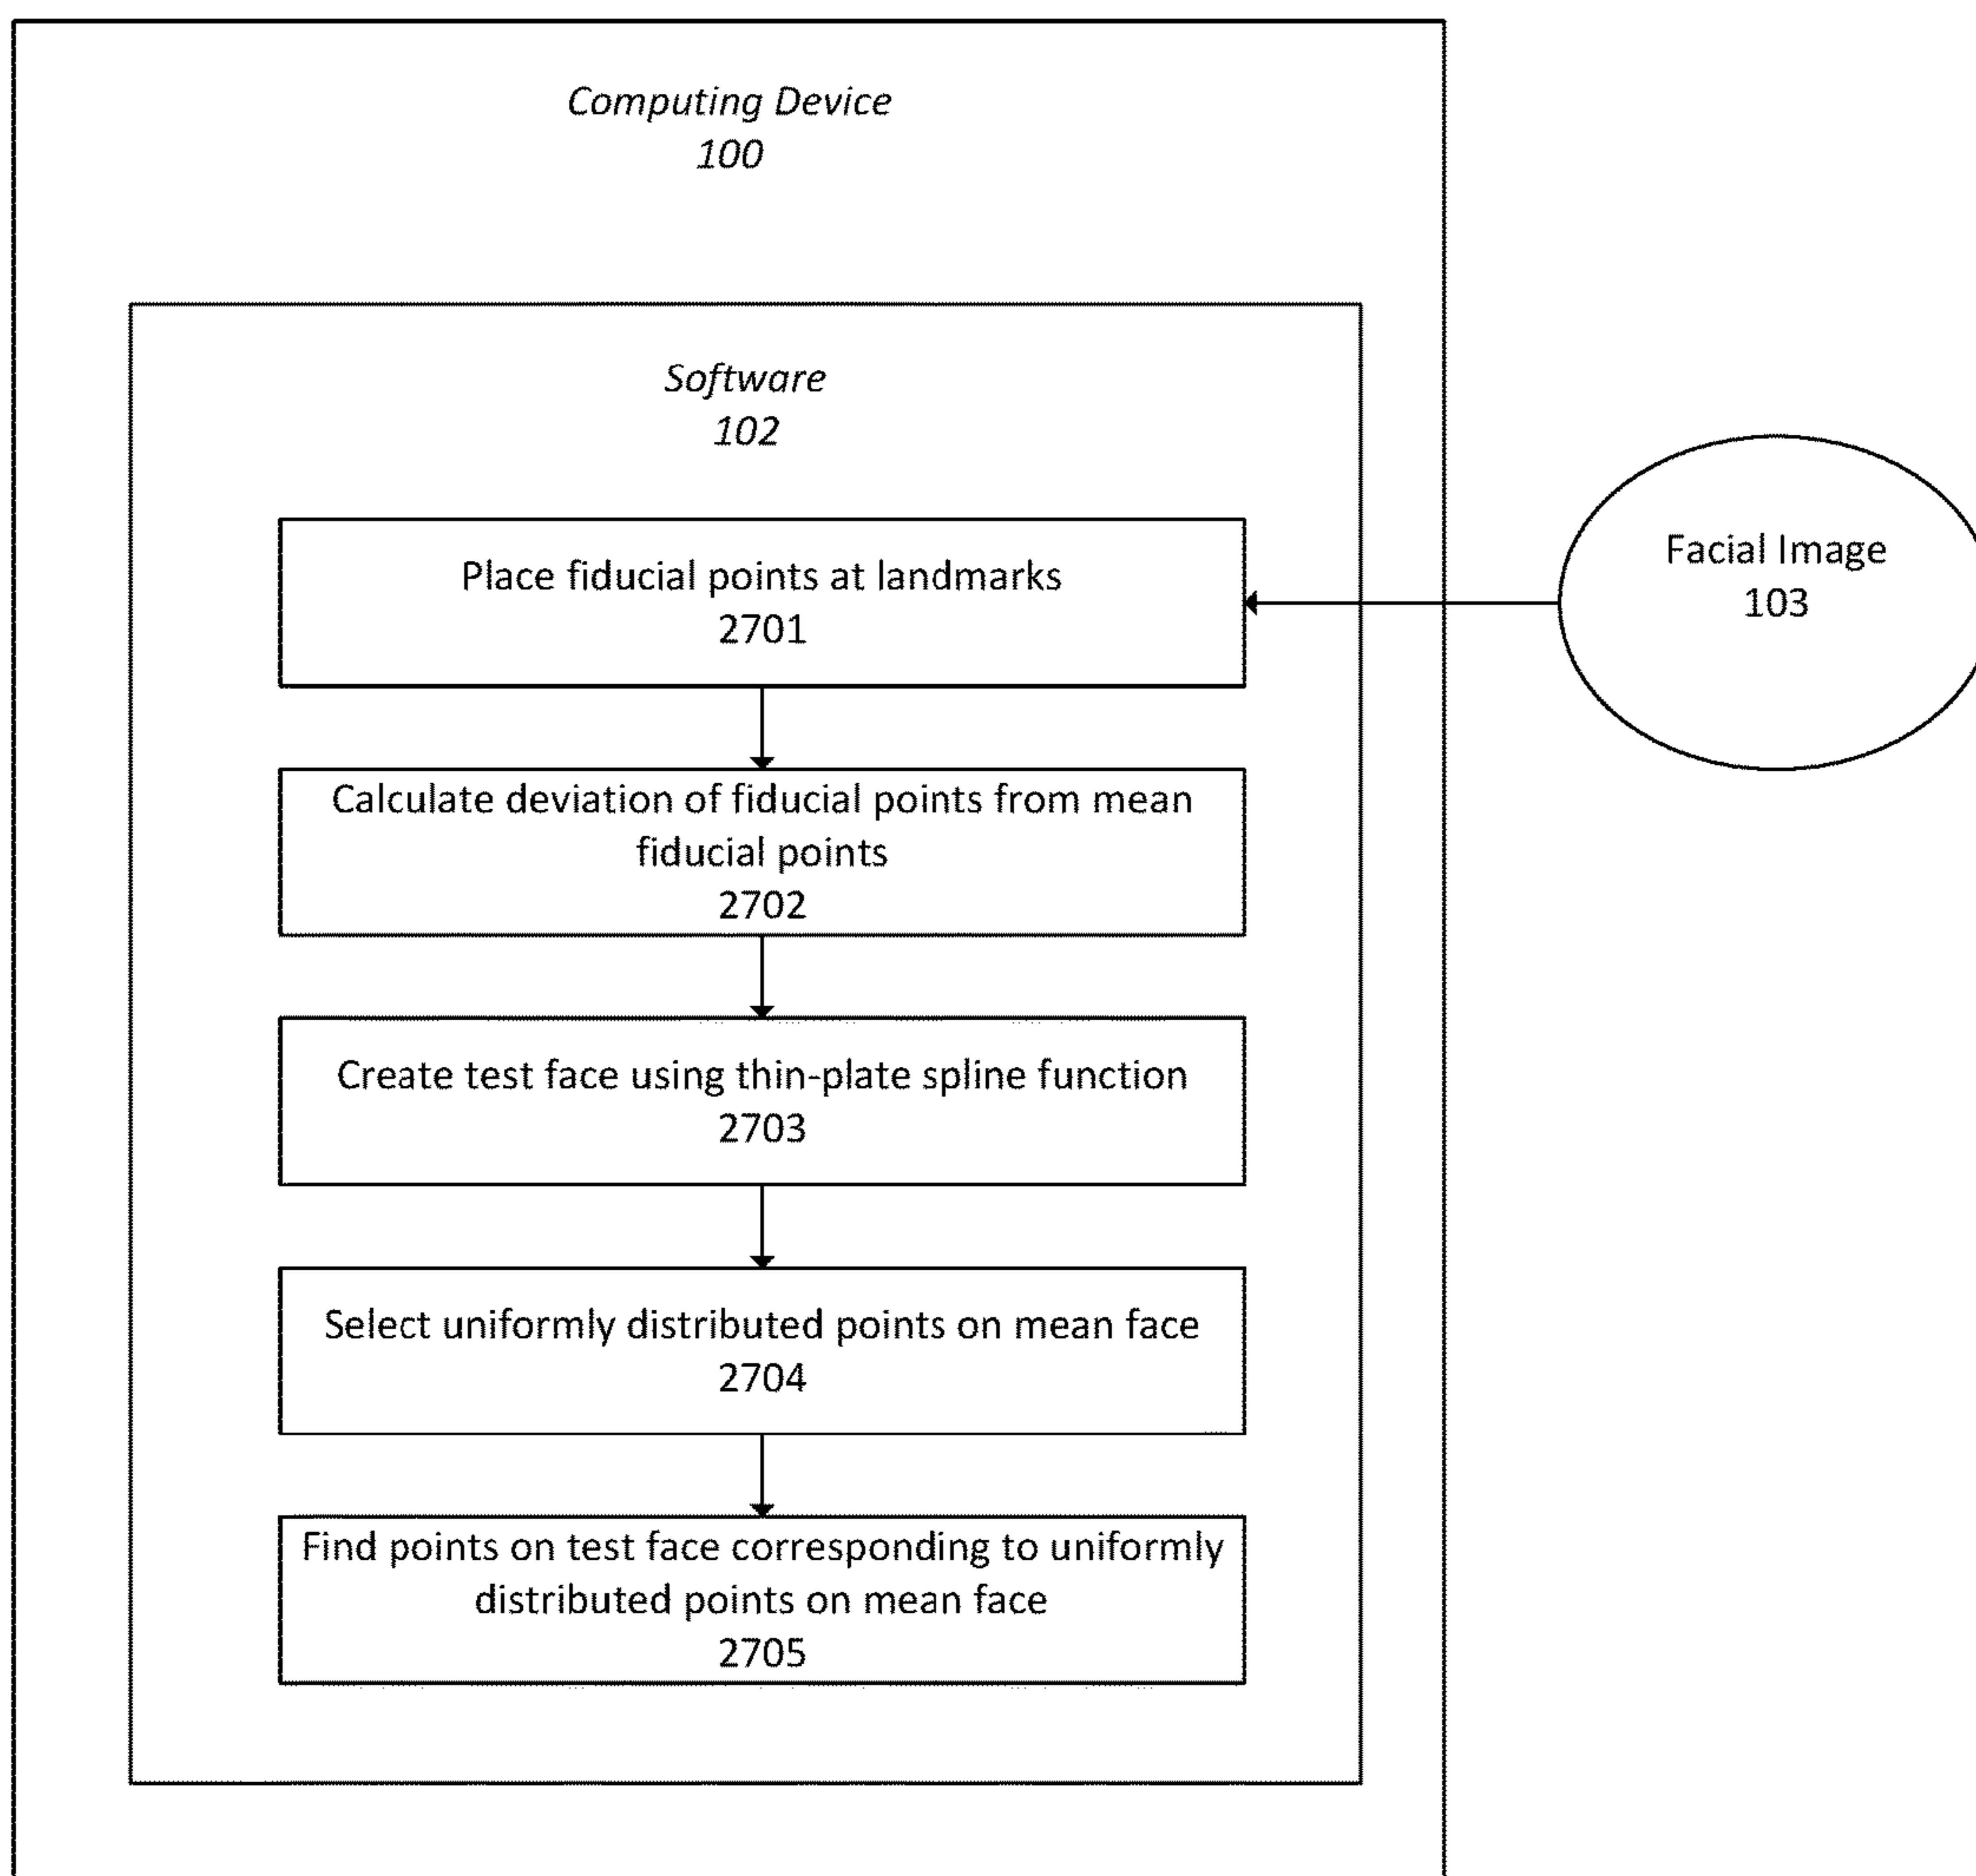 Computing Device
100
Software
102
Place fiducial points at landmarks
2701
Facial Image
103
Calculate deviation of fiducial points from mean
fiducial points
2702
Create test face using thin-plate spline function
2703
Select uniformly distributed points on mean face
2704
Find points on test face corresponding to uniformly
distributed points on mean face
2705